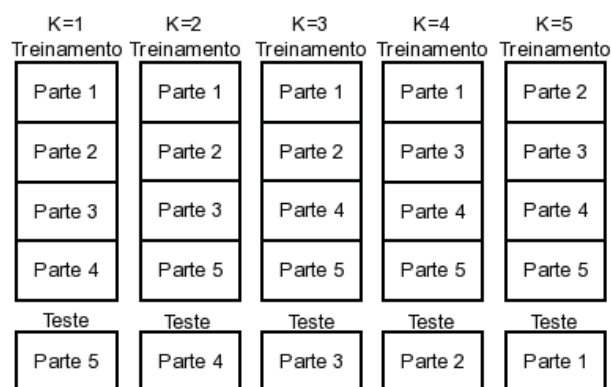 K=1 K=2 K=3 K=4 K=5
Treinamento Treinamento Treinamento Treinamento Treinamento
Parte 1 Parte 1 Parte 1 Parte 1 Parte 2
Parte 2 Parte 2 Parte 2 Parte 3 Parte 3
Parte 3 Parte 3 Parte 4 Parte 4 Parte 4
Parte 4 Parte 5 Parte 5 Parte 5 Parte 5
Teste Teste Teste Teste Teste
Parte 5 Parte 4 Parte 3 Parte 2 Parte 1